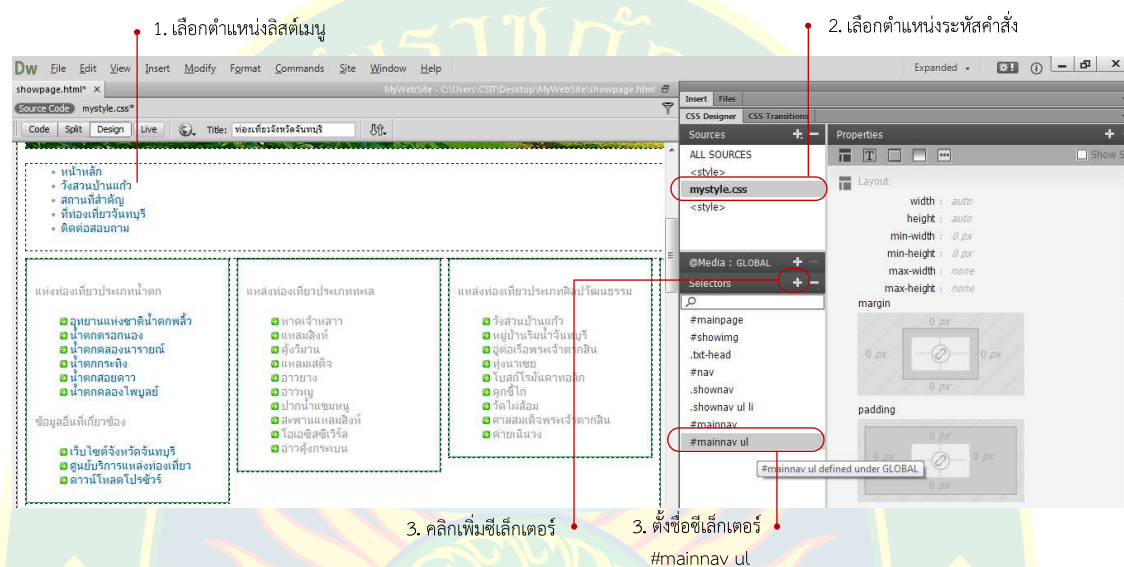 1. เลือกตำแหน่งลิสต์เมนู
2. เลือกตำแหน่งระหัสคำสั่ง
Dw File Edit View Insert Modify Format Commands Site Window Help
Expanded
showpage.html* ×
MyWebSite - C:\Users\CSIT\Desktop\MyWebSite\showpage.html
Source Code mystyle.css*
Code Split Design Live Title: ท่องเที่ยวจังหวัดจันทบุรี
หน้าหลัก
วังสวนบ้านแก้ว
สถานที่สำคัญ
ที่ท่องเที่ยวจันทบุรี
ติดต่อสอบถาม
แห่งท่องเที่ยวประเภทน้ำตก
อุทยานแห่งชาติน้ำตกพลิ้ว
น้ำตกตรอกนอง
น้ำตกคลองนารายณ์
น้ำตกกระทิง
น้ำตกสอยดาว
น้ำตกคลองไพบูลย์
ข้อมูลอื่นที่เกี่ยวข้อง
เว็บไซต์จังหวัดจันทบุรี
ศูนย์บริการแหล่งท่องเที่ยว
ดาวน์โหลดโปรชัวร์
แหล่งท่องเที่ยวประเภททะเล
หาดเจ้าหลาว
แหลมสิงห์
คุ้งวิมาน
แหลมเสด็จ
อ่าวยาง
อ่าวหมู
ปากน้ำแขมหนู
สะพานแหลมสิงห์
โอเอซิสซีเวิร์ล
อ่าวคุ้งกระเบน
แหล่งท่องเที่ยวประเภทศิลปวัฒนธรรม
วังสวนบ้านแก้ว
หมู่บ้านริมน้ำจันทบุรี
อู่ต่อเรือพระเจ้าตากสิน
ทุ่งนาเชย
โบสถ์โรมันคาทอลิก
คุกขี้ไก่
วัดไผ่ล้อม
ศาลสมเด็จพระเจ้าตากสิน
ค่ายเนินวง
Insert Files
CSS Designer CSS Transitions
Sources
ALL SOURCES
<style>
mystyle.css
<style>
@Media : GLOBAL
Selectors
#mainpage
#showimg
.txt-head
#nav
.shownav
.shownav ul li
#mainnav
#mainnav ul
#mainnav ul defined under GLOBAL
Properties
Show S
Layout
width : auto
height : auto
min-width : 0 px
min-height : 0 px
max-width : none
max-height : none
margin
0 px
0 px 0 px
0 px
padding
0 px
0 px 0 px
0 px
3. คลิกเพิ่มซีเล็กเตอร์
3. ตั้งชื่อซีเล็กเตอร์
#mainnav ul